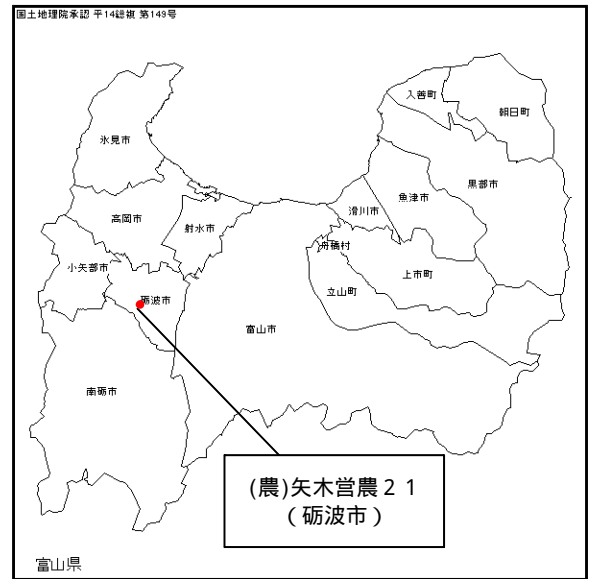 国土地理院承認 平14総複 第149号
入善町
朝日町
氷見市
黒部市
魚津市
高岡市
射水市
滑川市
舟橋村
小矢部市
上市町
砺波市
立山町
富山市
南砺市
(農)矢木営農21
(砺波市)
富山県